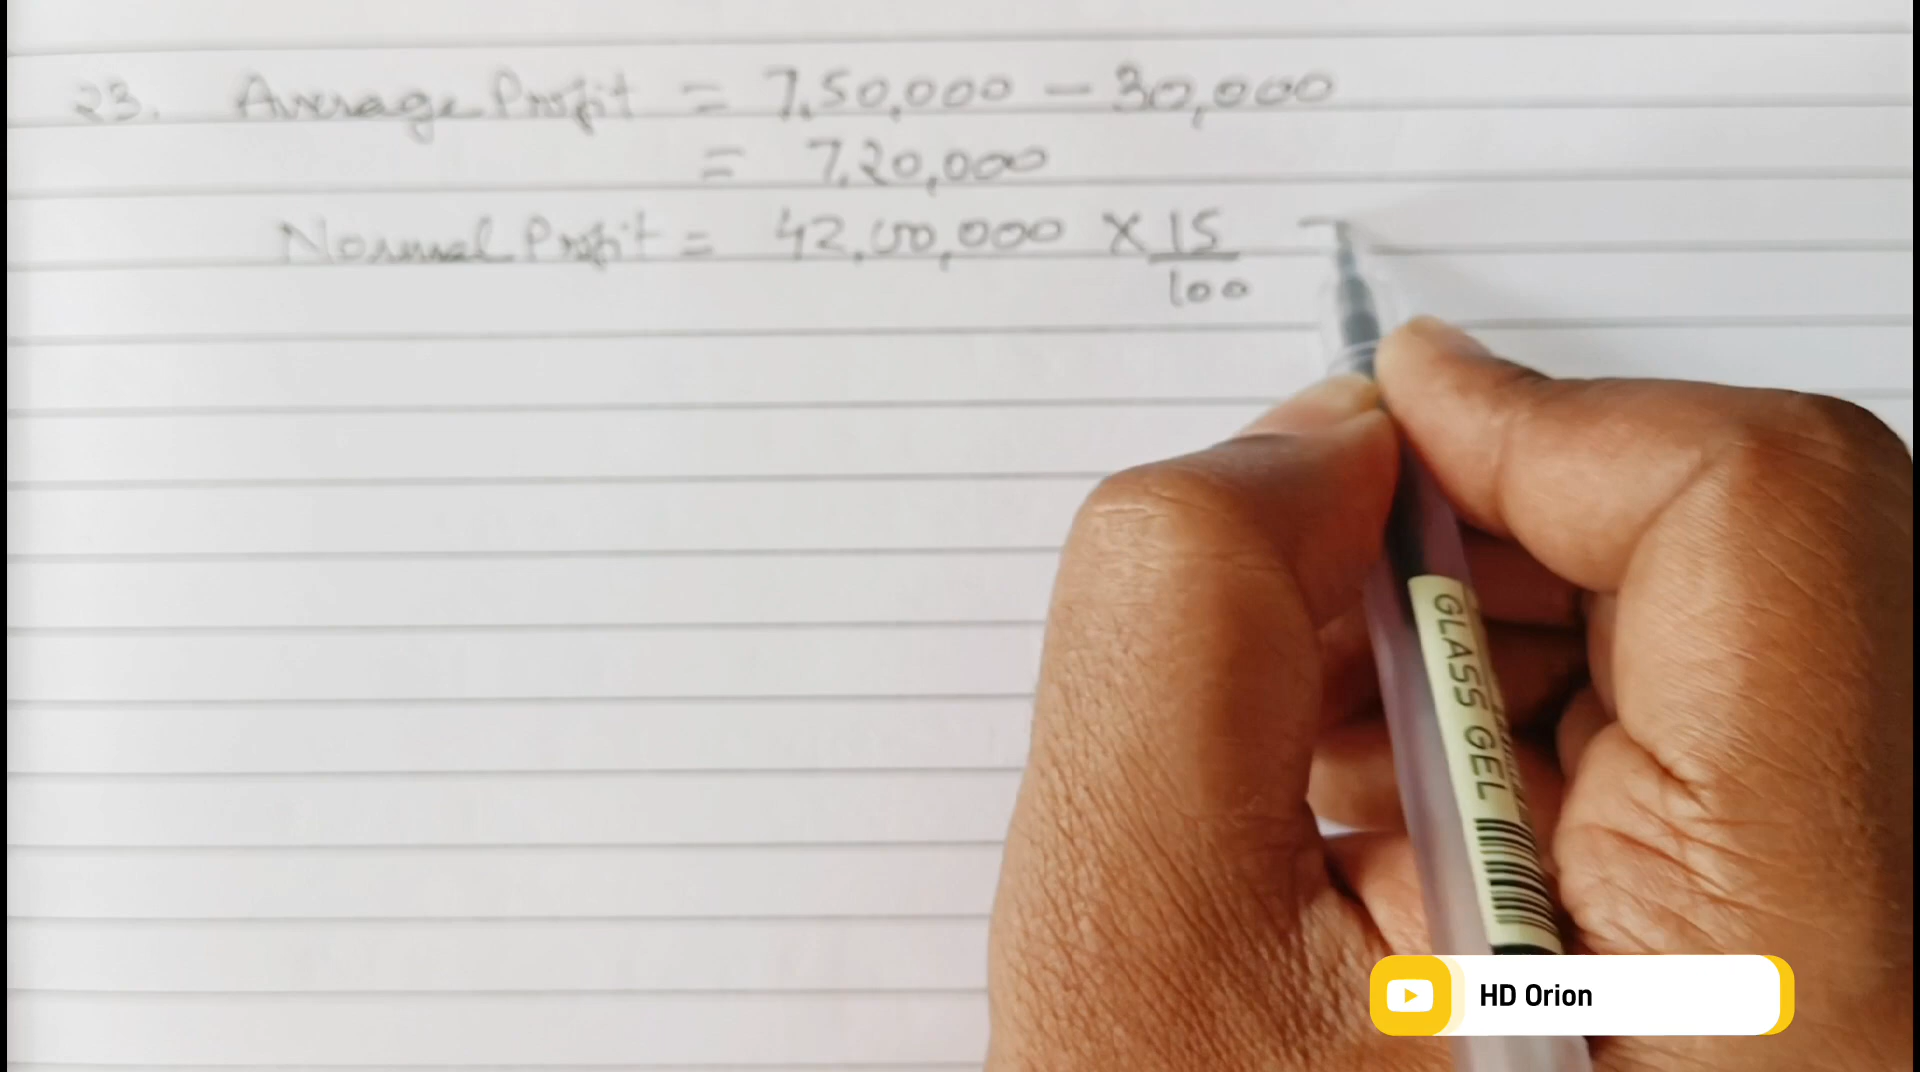 23. Average Profit = 7,50,000 - 30,000
= 7,20,000
Normal Profit = 42,00,000 × 15/100
GLASS GEL
HD Orion